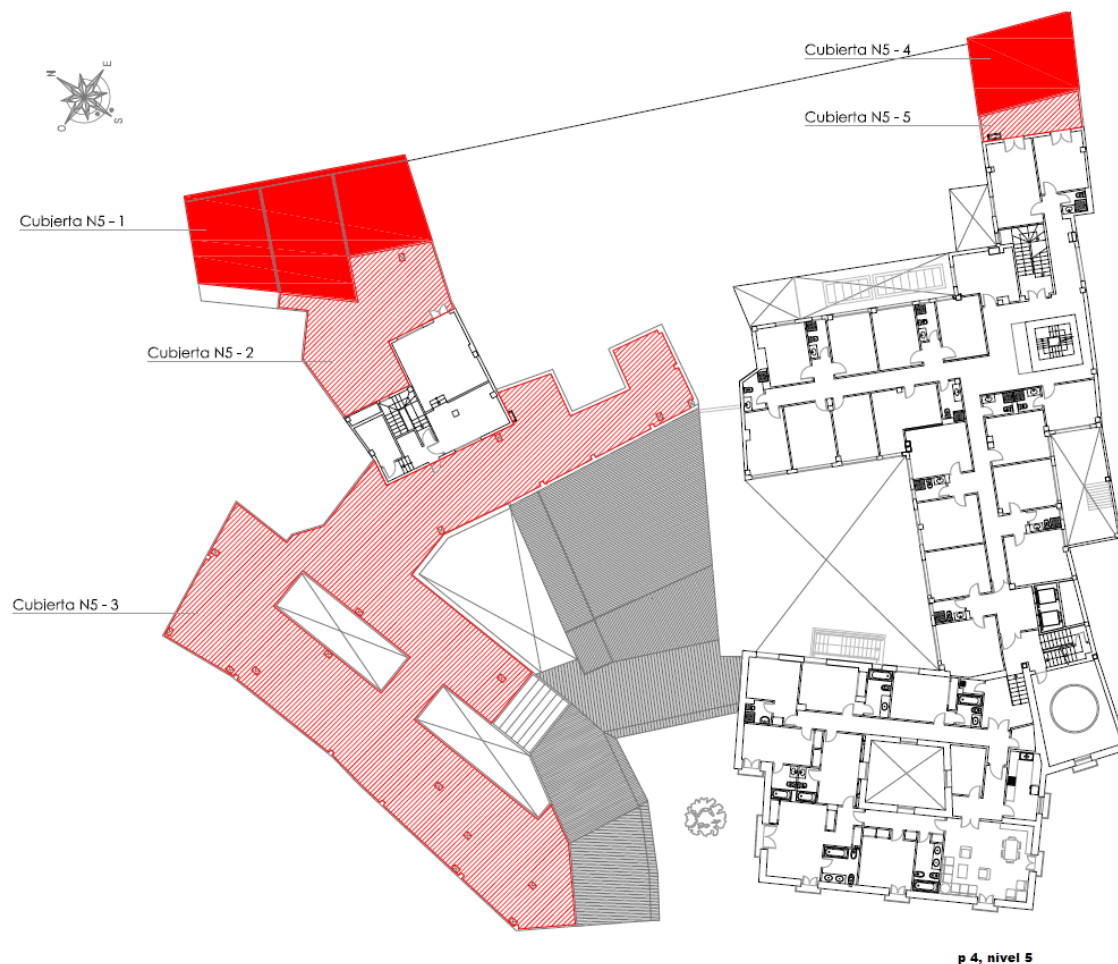 Cubierta N5 - 4
N
E
O
S
Cubierta N5 - 5
Cubierta N5 - 1
Cubierta N5 - 2
Cubierta N5 - 3
p 4, nivel 5